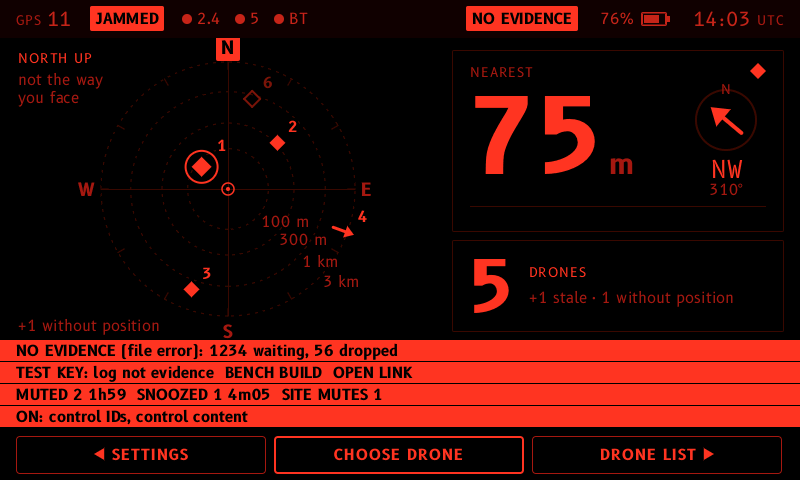 GPS 11 JAMMED 2.4 5 BT NO EVIDENCE 76% 14:03 UTC
NORTH UP
not the way
you face
N
6
2
1
W
E
4
100 m
300 m
1 km
3 km
3
+1 without position
S
NEAREST
75 m
N
NW
310°
5 DRONES
+1 stale · 1 without position
NO EVIDENCE [file error]: 1234 waiting, 56 dropped
TEST KEY: log not evidence BENCH BUILD OPEN LINK
MUTED 2 1h59 SNOOZED 1 4m05 SITE MUTES 1
ON: control IDs, control content
◀ SETTINGS CHOOSE DRONE DRONE LIST ▶